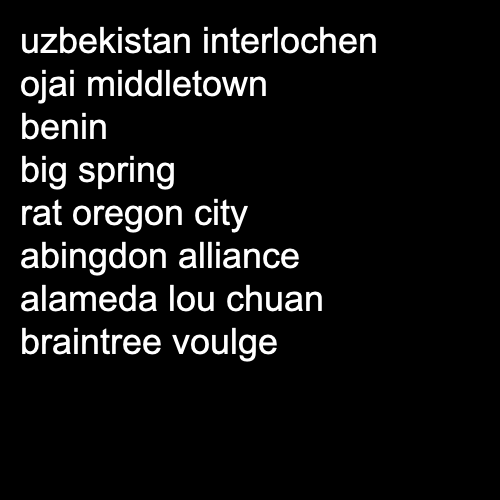 uzbekistan interlochen
ojai middletown
benin
big spring
rat oregon city
abingdon alliance
alameda lou chuan
braintree voulge